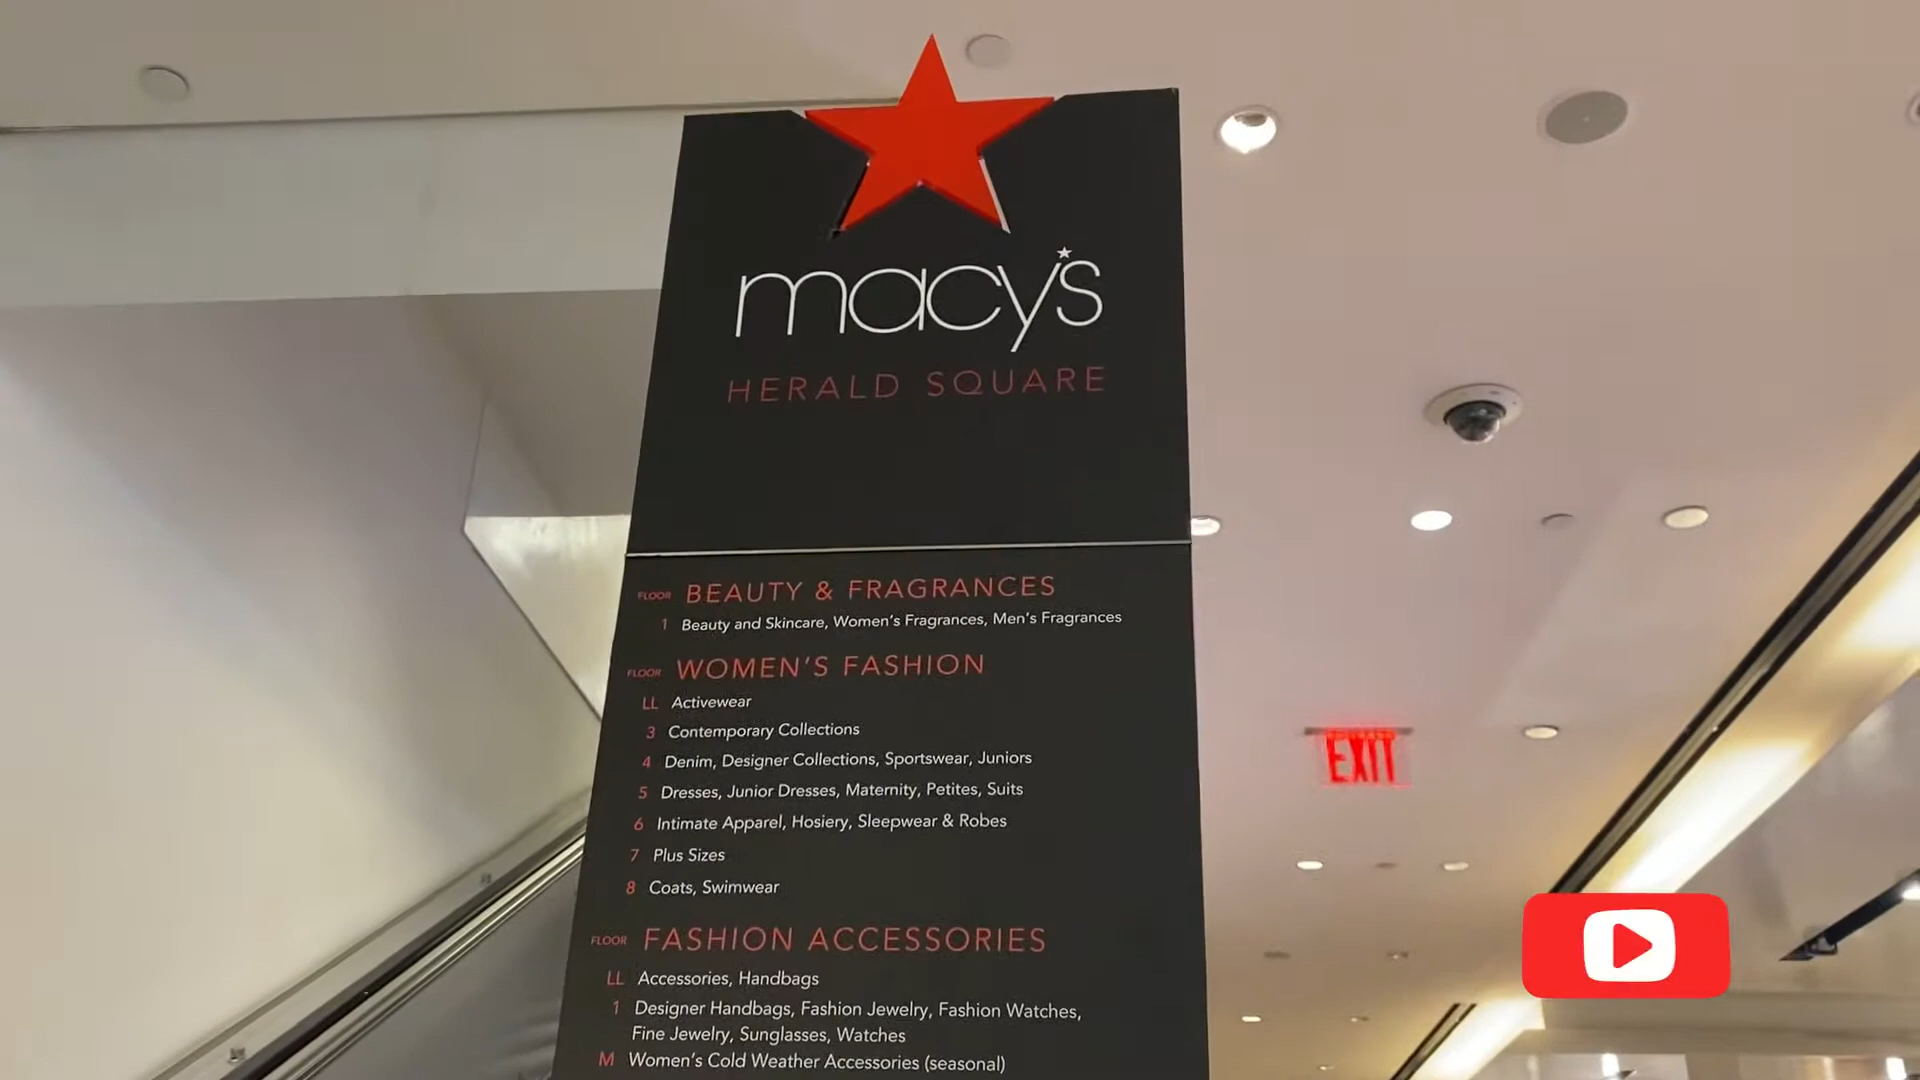 macy's
HERALD SQUARE
FLOOR BEAUTY & FRAGRANCES
1 Beauty and Skincare, Women's Fragrances, Men's Fragrances
FLOOR WOMEN'S FASHION
LL Activewear
3 Contemporary Collections
4 Denim, Designer Collections, Sportswear, Juniors
5 Dresses, Junior Dresses, Maternity, Petites, Suits
6 Intimate Apparel, Hosiery, Sleepwear & Robes
7 Plus Sizes
8 Coats, Swimwear
FLOOR FASHION ACCESSORIES
LL Accessories, Handbags
1 Designer Handbags, Fashion Jewelry, Fashion Watches,
Fine Jewelry, Sunglasses, Watches
M Women's Cold Weather Accessories (seasonal)
EXIT